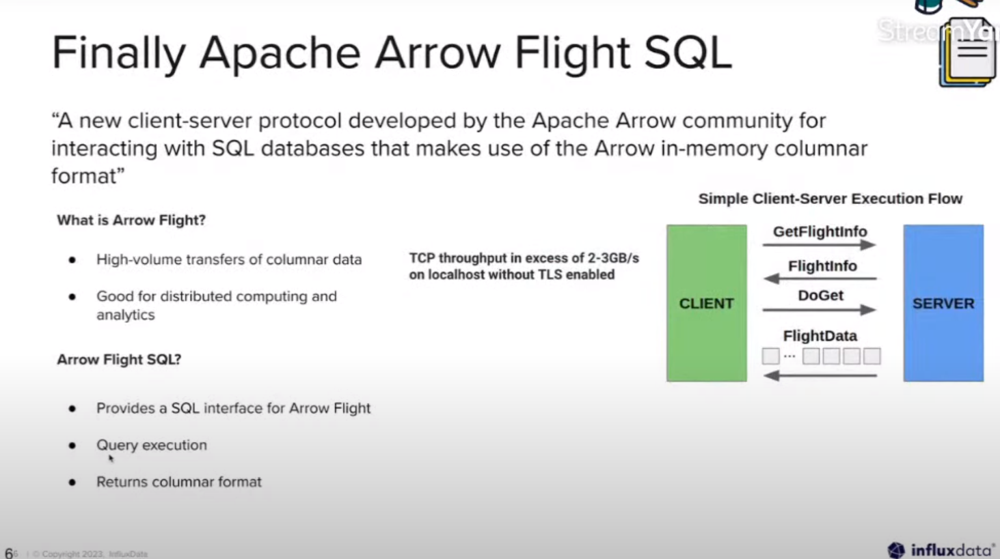 Finally Apache Arrow Flight SQL
“A new client-server protocol developed by the Apache Arrow community for
interacting with SQL databases that makes use of the Arrow in-memory columnar
format”
What is Arrow Flight?
● High-volume transfers of columnar data
● Good for distributed computing and
analytics
TCP throughput in excess of 2-3GB/s
on localhost without TLS enabled
Arrow Flight SQL?
● Provides a SQL interface for Arrow Flight
● Query execution
● Returns columnar format
Simple Client-Server Execution Flow
CLIENT
GetFlightInfo
FlightInfo
DoGet
FlightData
...
SERVER
6
6 | © Copyright 2023, InfluxData
influxdata®